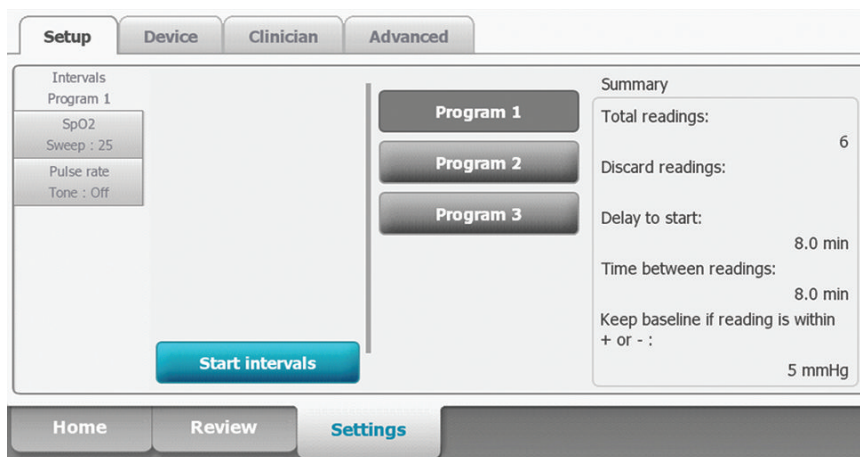 Setup
Device
Clinician
Advanced
Intervals
Program 1
SpO2
Sweep : 25
Pulse rate
Tone : Off
Start intervals
Program 1
Program 2
Program 3
Summary
Total readings:
6
Discard readings:
Delay to start:
8.0 min
Time between readings:
8.0 min
Keep baseline if reading is within
+ or - :
5 mmHg
Home
Review
Settings